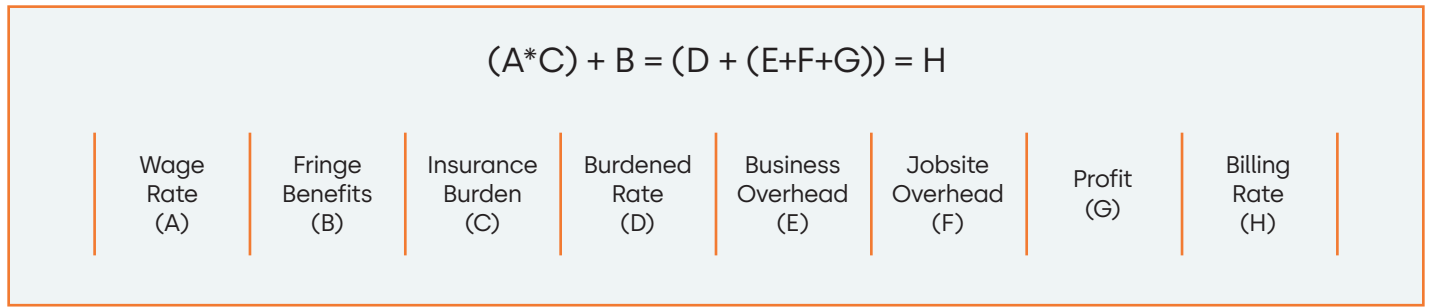 (A*C) + B = (D + (E+F+G)) = H
Wage
Rate
(A)
Fringe
Benefits
(B)
Insurance
Burden
(C)
Burdened
Rate
(D)
Business
Overhead
(E)
Jobsite
Overhead
(F)
Profit
(G)
Billing
Rate
(H)